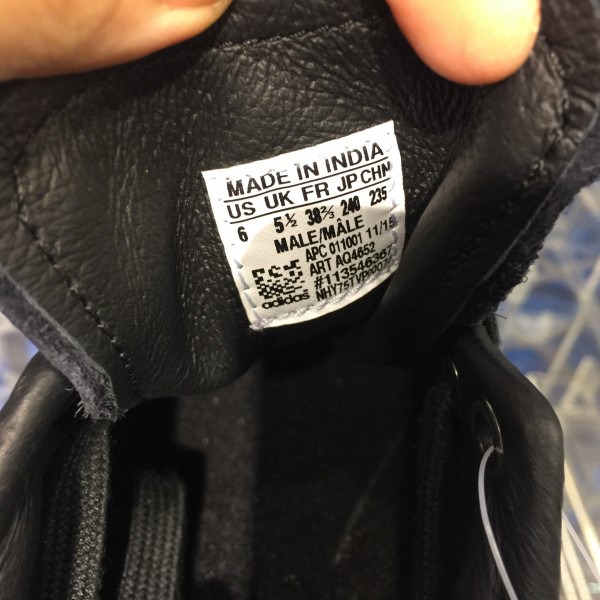 MADE IN INDIA
US UK FR JP CHN
6 5½ 38⅔ 240 235
MALE/MÂLE
APC 011001 11/15
ART AQ4652
#113546367
adidas